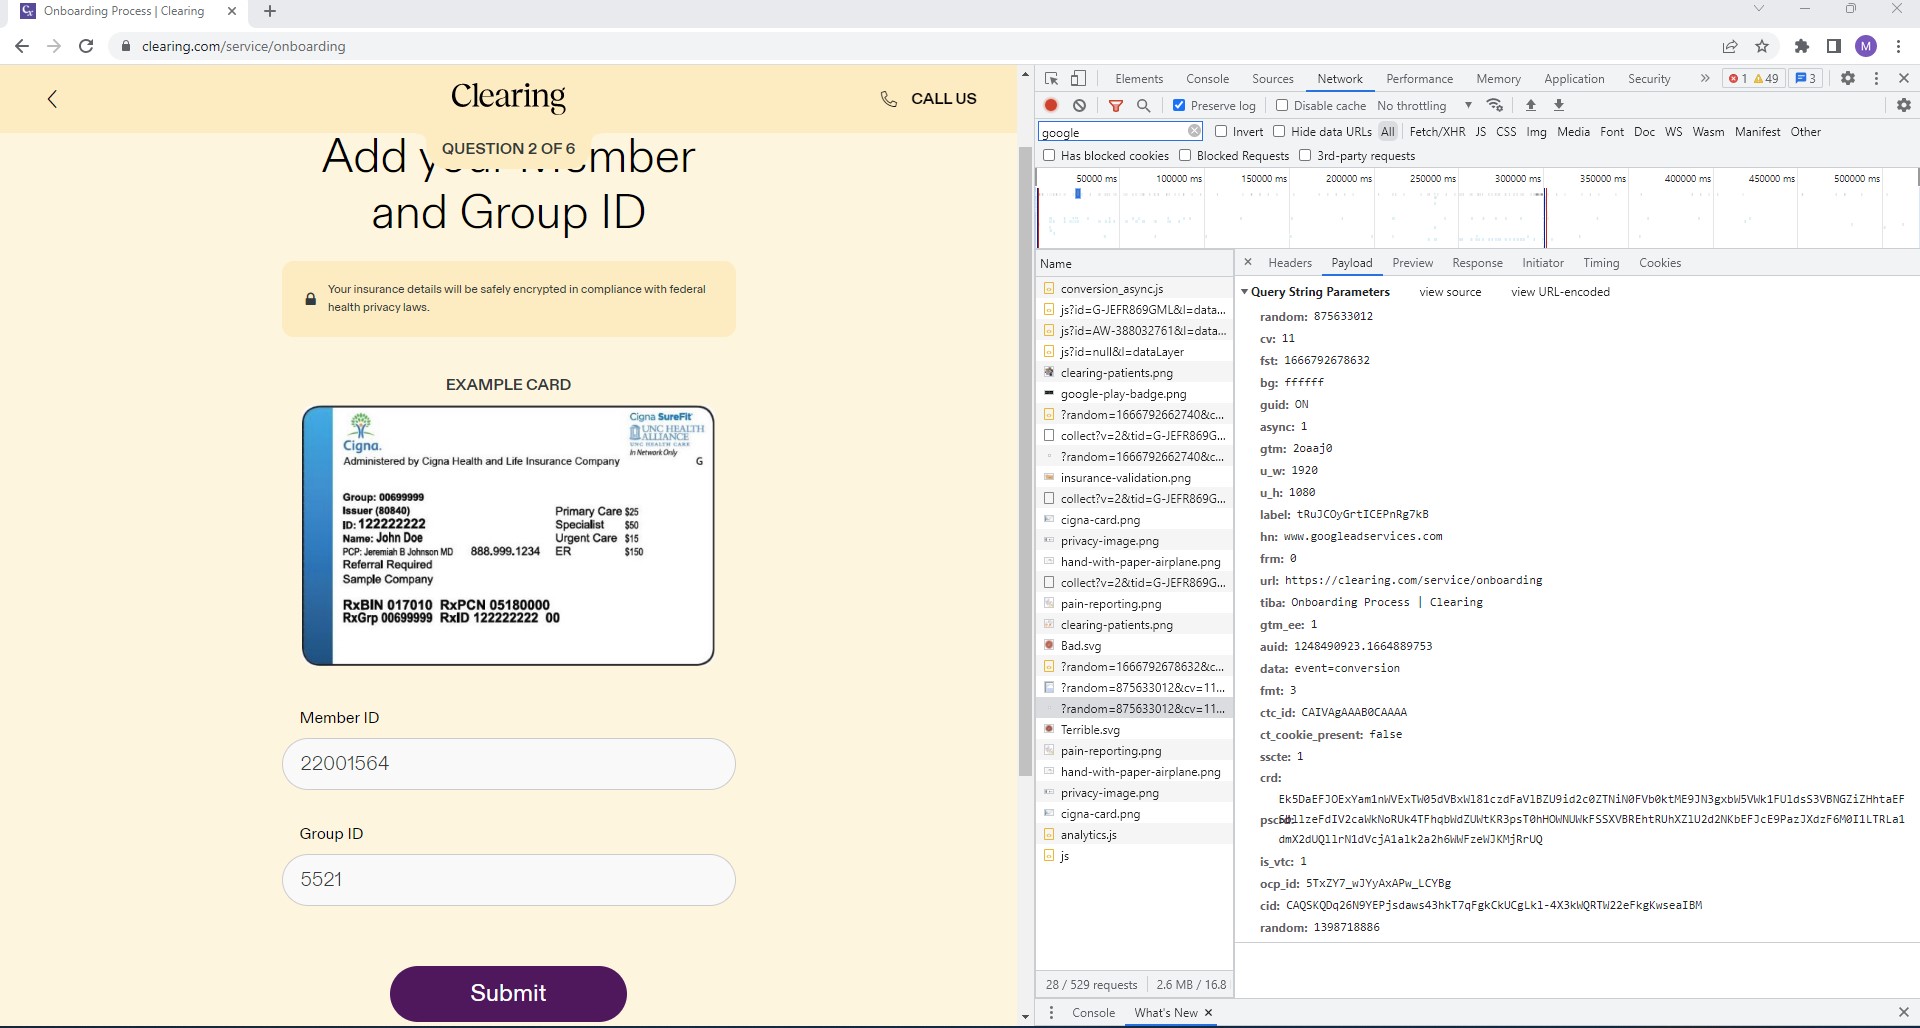 Onboarding Process | Clearing
clearing.com/service/onboarding
M
Clearing
CALL US
QUESTION 2 OF 6
Add your Member
and Group ID
Your insurance details will be safely encrypted in compliance with federal
health privacy laws.
EXAMPLE CARD
Cigna.
Cigna SureFit
UNC HEALTH
ALLIANCE
UNC HEALTH CARE
In Network Only
Administered by Cigna Health and Life Insurance Company G
Group: 00699999
Issuer (80840)
ID: 122222222
Name: John Doe
PCP: Jeremiah B Johnson MD 888.999.1234
Referral Required
Sample Company
Primary Care $25
Specialist $50
Urgent Care $15
ER $150
RxBIN 017010 RxPCN 05180000
RxGrp 00699999 RxID 122222222 00
Member ID
22001564
Group ID
5521
Submit
Elements Console Sources Network Performance Memory Application Security » 1 49 3
Preserve log Disable cache No throttling
google Invert Hide data URLs All Fetch/XHR JS CSS Img Media Font Doc WS Wasm Manifest Other
Has blocked cookies Blocked Requests 3rd-party requests
50000 ms 100000 ms 150000 ms 200000 ms 250000 ms 300000 ms 350000 ms 400000 ms 450000 ms 500000 ms
Name
conversion_async.js
js?id=G-JEFR869GML&l=data...
js?id=AW-388032761&l=data...
js?id=null&l=dataLayer
clearing-patients.png
google-play-badge.png
?random=1666792662740&c...
collect?v=2&tid=G-JEFR869G...
?random=1666792662740&c...
insurance-validation.png
collect?v=2&tid=G-JEFR869G...
cigna-card.png
privacy-image.png
hand-with-paper-airplane.png
collect?v=2&tid=G-JEFR869G...
pain-reporting.png
clearing-patients.png
Bad.svg
?random=1666792678632&c...
?random=875633012&cv=11...
?random=875633012&cv=11...
Terrible.svg
pain-reporting.png
hand-with-paper-airplane.png
privacy-image.png
cigna-card.png
analytics.js
js
28 / 529 requests 2.6 MB / 16.8
Headers Payload Preview Response Initiator Timing Cookies
Query String Parameters view source view URL-encoded
random: 875633012
cv: 11
fst: 1666792678632
bg: ffffff
guid: ON
async: 1
gtm: 2oaaj0
u_w: 1920
u_h: 1080
label: tRuJCOyGrtICEPnRg7kB
hn: www.googleadservices.com
frm: 0
url: https://clearing.com/service/onboarding
tiba: Onboarding Process | Clearing
gtm_ee: 1
auid: 1248490923.1664889753
data: event=conversion
fmt: 3
ctc_id: CAIVAgAAAB0CAAAA
ct_cookie_present: false
sscte: 1
crd:
pscrd:
is_vtc: 1
ocp_id: 5TxZY7_wJYyAxAPw_LCYBg
cid: CAQSKQDq26N9YEPjsdaws43hkT7qFgkCkUCgLkl-4X3kWQRTW22eFkgKwseaIBM
random: 1398718886
Console What's New